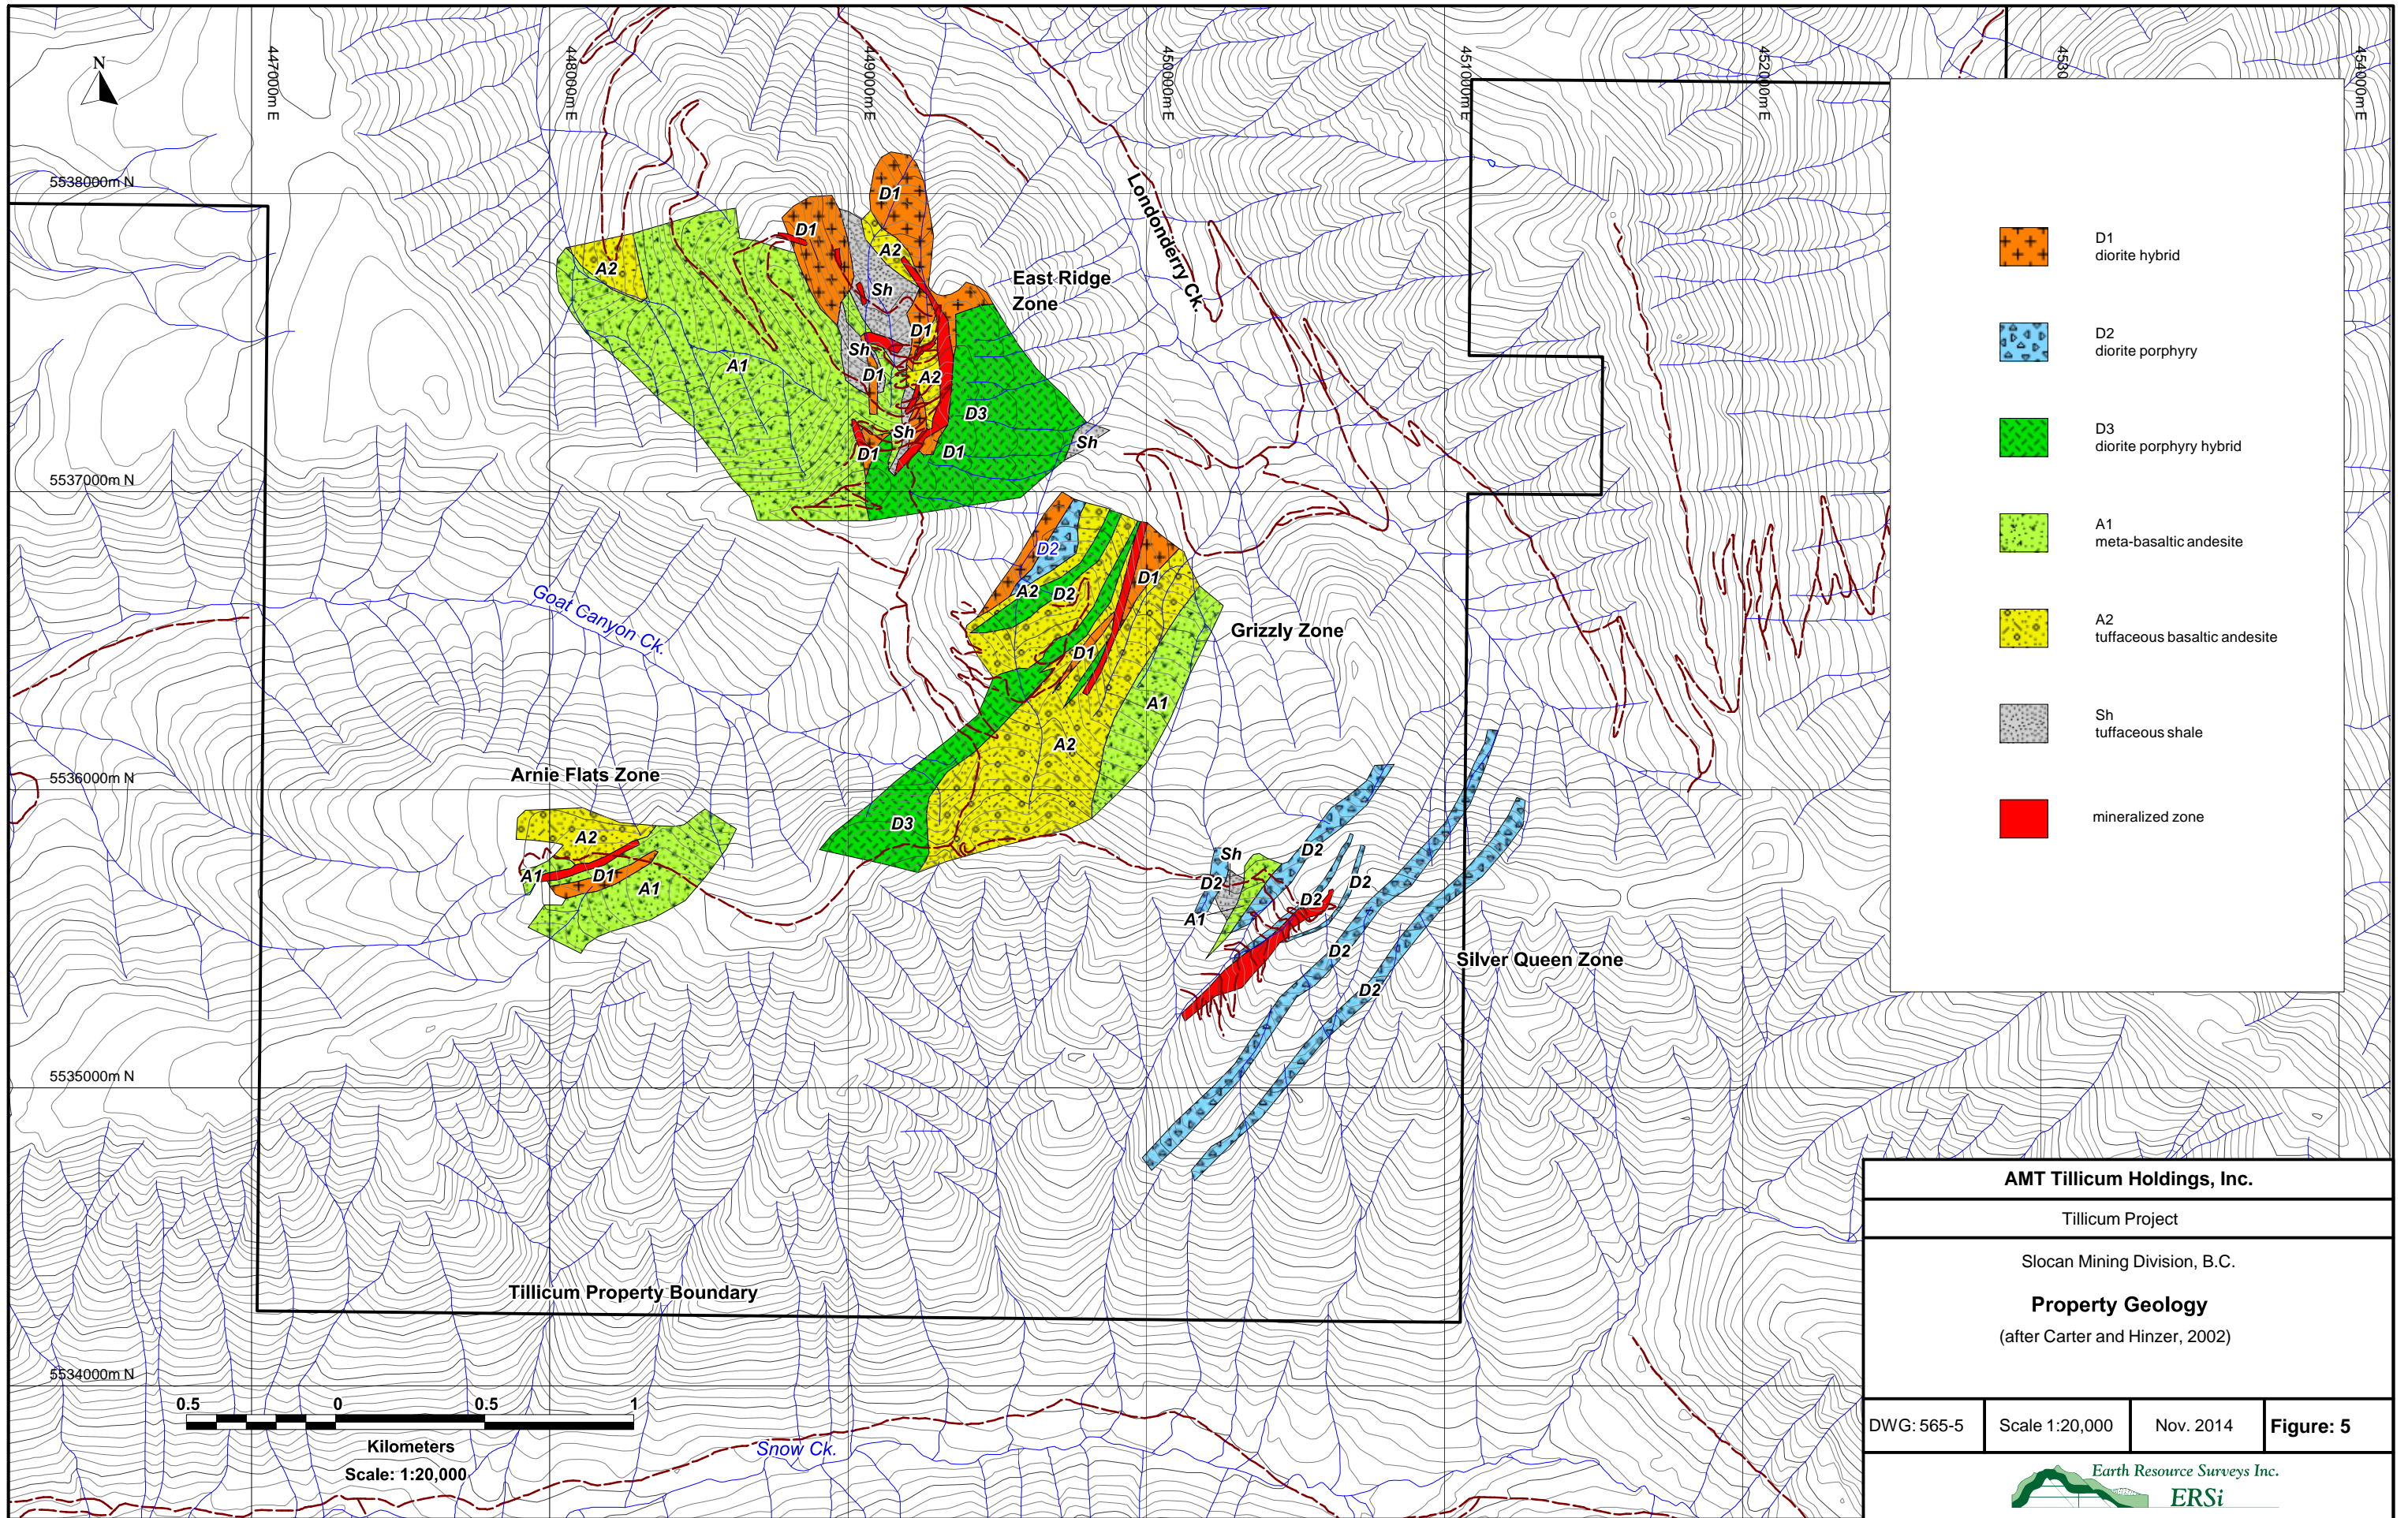 N
447000m E
448000m E
449000m E
450000m E
451000m E
452000m E
4530
454000m E
5538000m N
5537000m N
5536000m N
5535000m N
5534000m N
Londonderry Ck.
D1
D1
A2
A2
Sh
East Ridge
Zone
D1
Sh
A1
D1
A2
D3
Sh
Sh
D1
D1
D2
D1
A2
D2
Goat Canyon Ck.
Grizzly Zone
D1
A1
A2
Arnie Flats Zone
D3
A2
A1
D1
A1
Sh
D2
D2
D2
D2
A1
D2
Silver Queen Zone
D2
Tillicum Property Boundary
0.5
0
0.5
1
Kilometers
Scale: 1:20,000
Snow Ck.
D1
diorite hybrid
D2
diorite porphyry
D3
diorite porphyry hybrid
A1
meta-basaltic andesite
A2
tuffaceous basaltic andesite
Sh
tuffaceous shale
mineralized zone
AMT Tillicum Holdings, Inc.
Tillicum Project
Slocan Mining Division, B.C.
Property Geology
(after Carter and Hinzer, 2002)
DWG: 565-5
Scale 1:20,000
Nov. 2014
Figure: 5
Earth Resource Surveys Inc.
ERSi